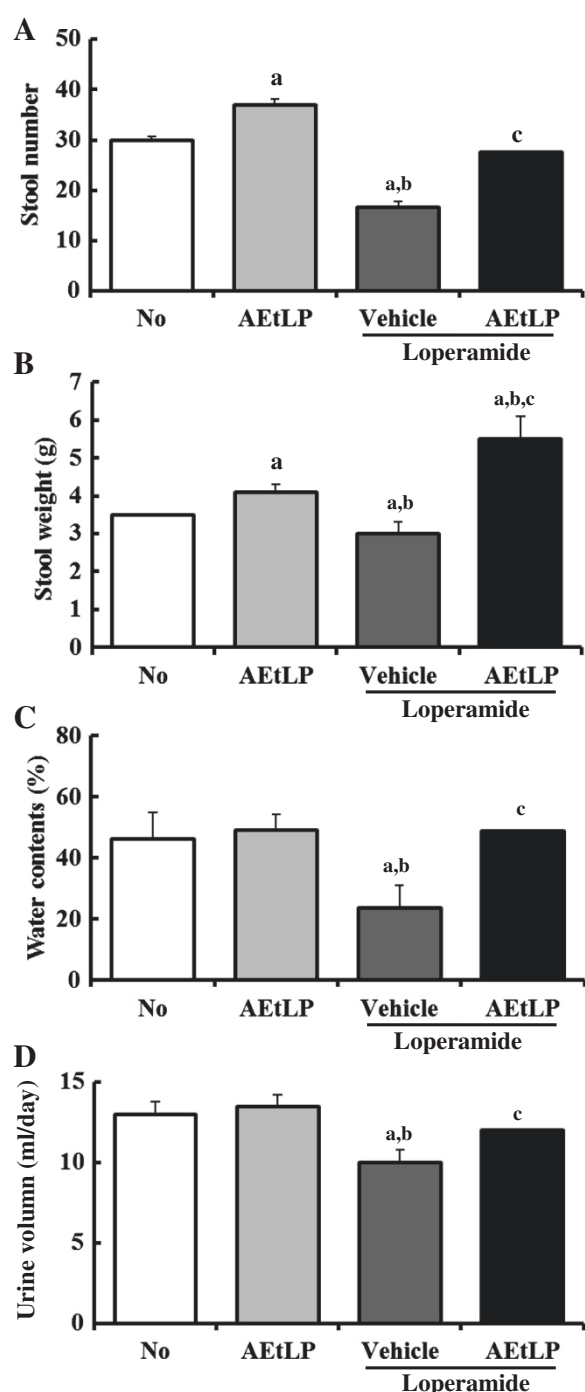 A
Stool number
50
40
30
20
10
0
a
a,b
c
No AEtLP Vehicle AEtLP
Loperamide
B
Stool weight (g)
7
6
5
4
3
2
1
0
a
a,b
a,b,c
No AEtLP Vehicle AEtLP
Loperamide
C
Water contents (%)
80
60
40
20
0
a,b
c
No AEtLP Vehicle AEtLP
Loperamide
D
Urine volumn (ml/day)
15
10
5
0
a,b
c
No AEtLP Vehicle AEtLP
Loperamide